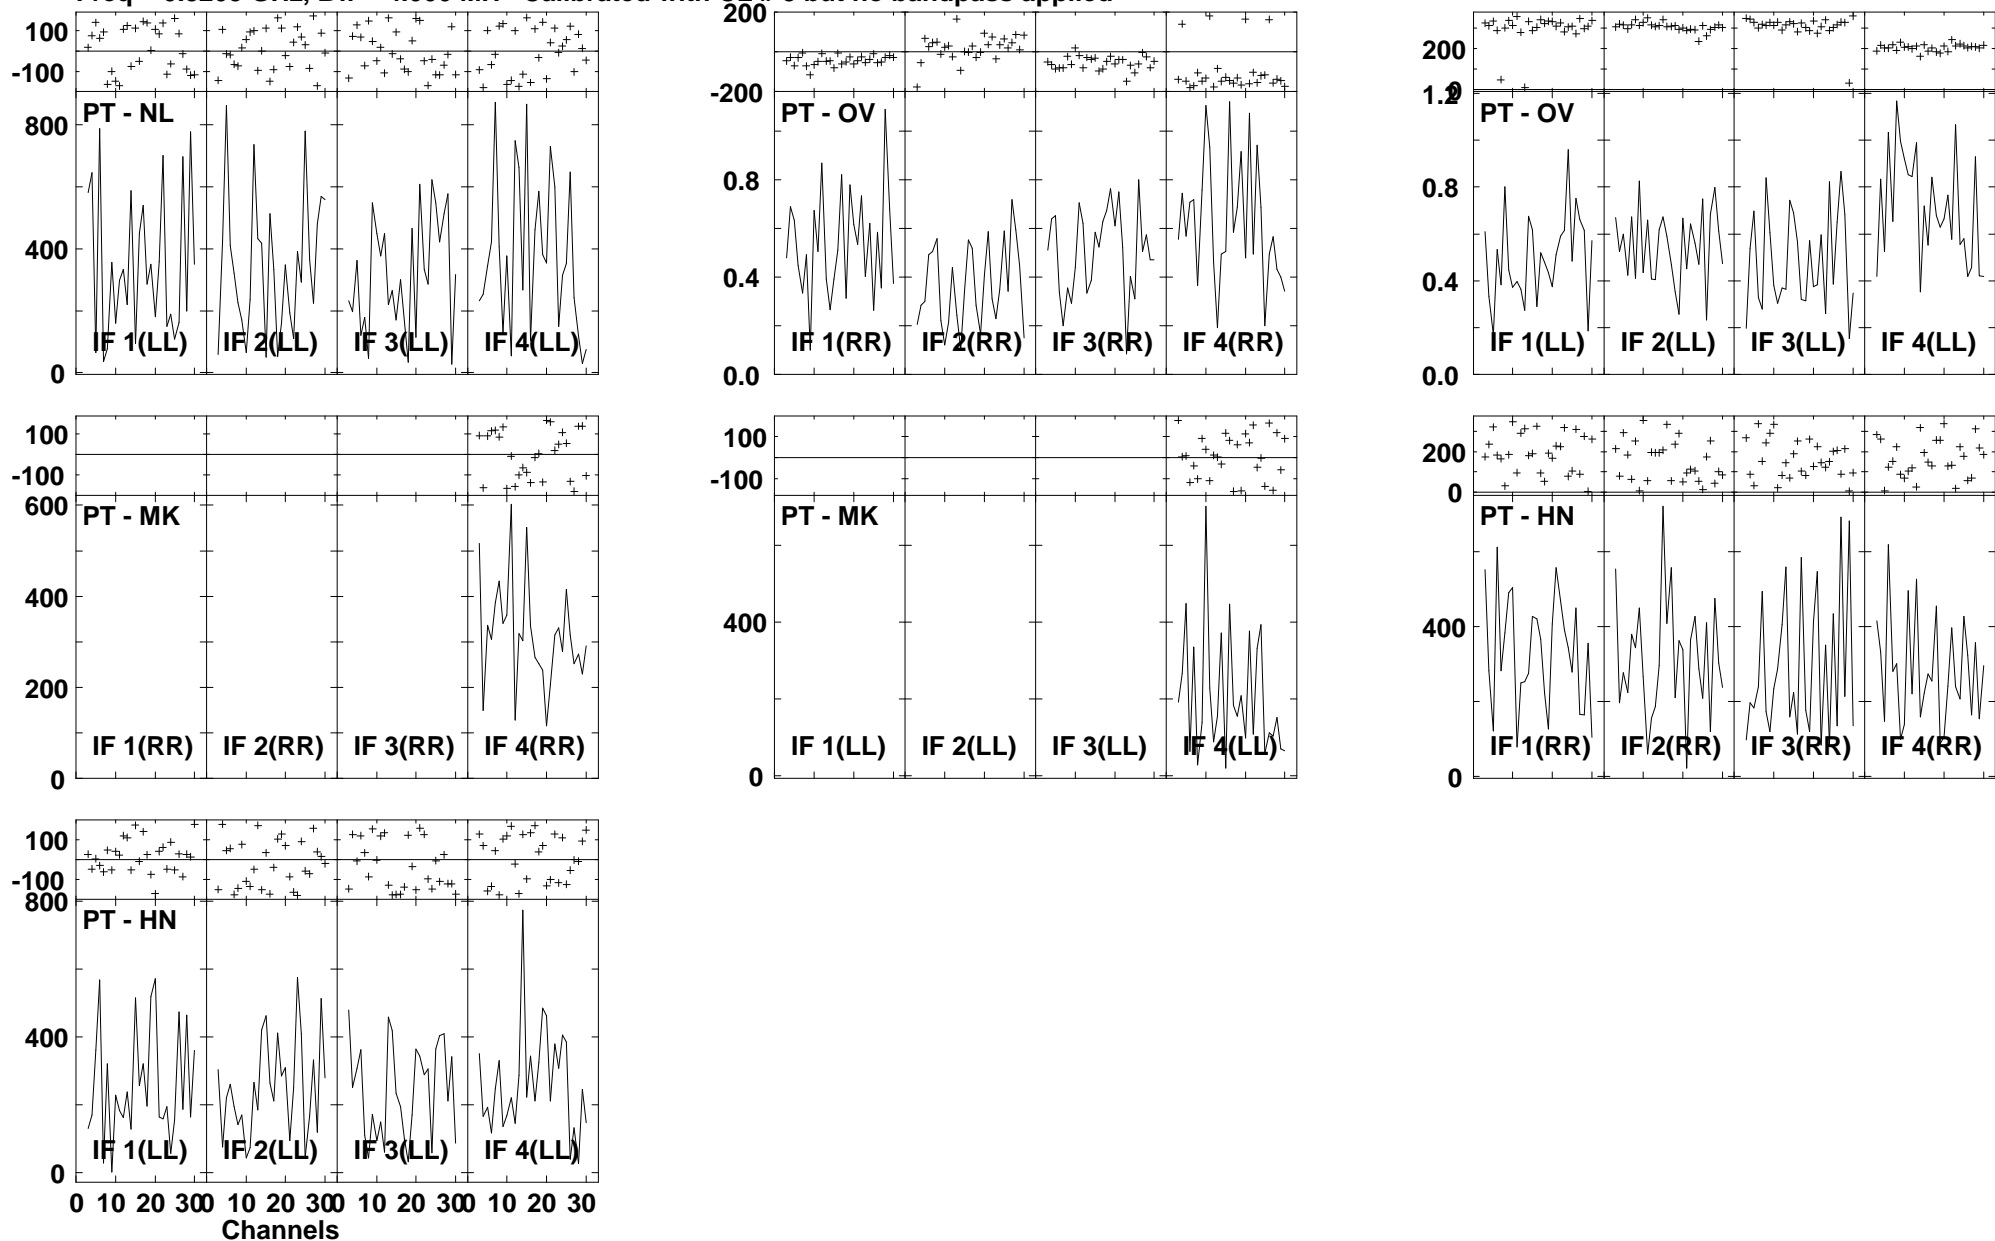 200
100 -100 200 -200
PT - NL PT - OV PT - OV
800 400 0
0.8 0.4 0.0
1.2 0.8 0.4 0.0
IF 1(LL) IF 2(LL) IF 3(LL) IF 4(LL) IF 1(RR) IF 2(RR) IF 3(RR) IF 4(RR) IF 1(LL) IF 2(LL) IF 3(LL) IF 4(LL)
100 -100 100 -100 200 0
PT - MK PT - MK PT - HN
600 400 200 0
400 0
400 0
IF 1(RR) IF 2(RR) IF 3(RR) IF 4(RR) IF 1(LL) IF 2(LL) IF 3(LL) IF 4(LL) IF 1(RR) IF 2(RR) IF 3(RR) IF 4(RR)
100 -100
PT - HN
800 400 0
IF 1(LL) IF 2(LL) IF 3(LL) IF 4(LL)
0 10 20 30 0 10 20 30 0 10 20 30 0 10 20 30
Channels